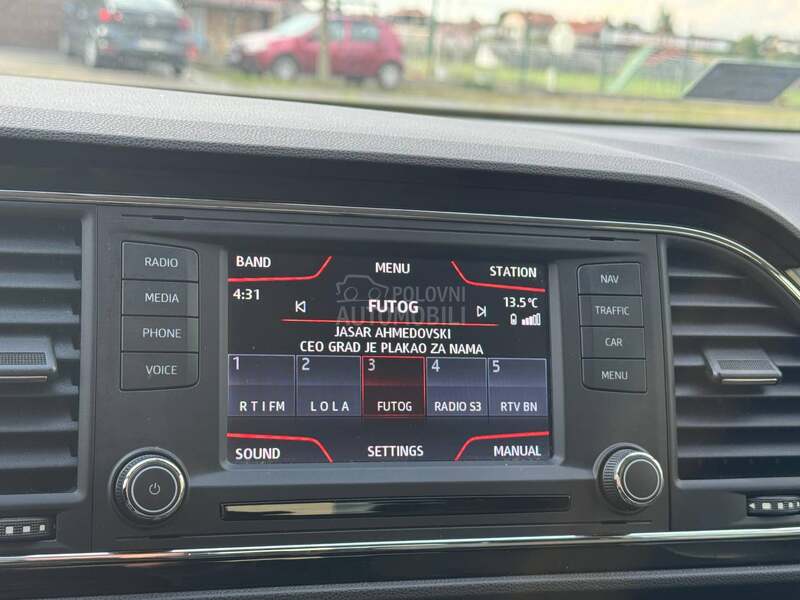 BAND
MENU
STATION
4:31
FUTOG
13.5°C
POLOVNI
AUTOMOBILI
JASAR AHMEDOVSKI
CEO GRAD JE PLAKAO ZA NAMA
1
2
3
4
5
R T I FM
L O L A
FUTOG
RADIO S3
RTV BN
SOUND
SETTINGS
MANUAL
RADIO
MEDIA
PHONE
VOICE
NAV
TRAFFIC
CAR
MENU